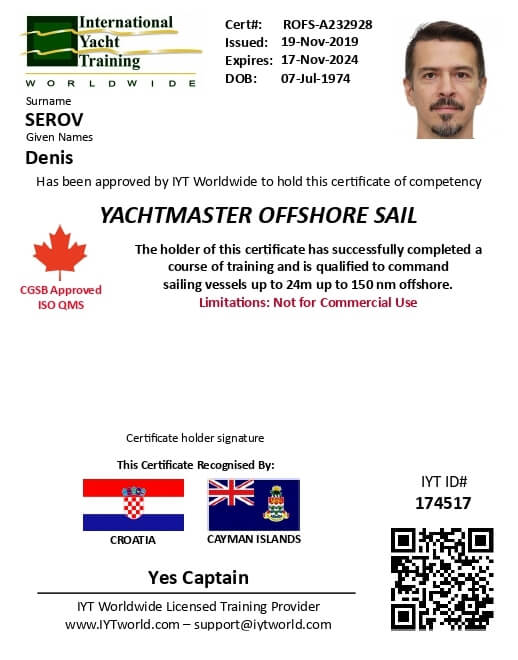 International
Yacht
Training
WORLDWIDE
Cert#: ROFS-A232928
Issued: 19-Nov-2019
Expires: 17-Nov-2024
DOB: 07-Jul-1974
Surname
SEROV
Given Names
Denis
Has been approved by IYT Worldwide to hold this certificate of competency
YACHTMASTER OFFSHORE SAIL
CGSB Approved
ISO QMS
The holder of this certificate has successfully completed a
course of training and is qualified to command
sailing vessels up to 24m up to 150 nm offshore.
Limitations: Not for Commercial Use
Certificate holder signature
This Certificate Recognised By:
CROATIA
CAYMAN ISLANDS
IYT ID#
174517
Yes Captain
IYT Worldwide Licensed Training Provider
www.IYTworld.com – support@iytworld.com